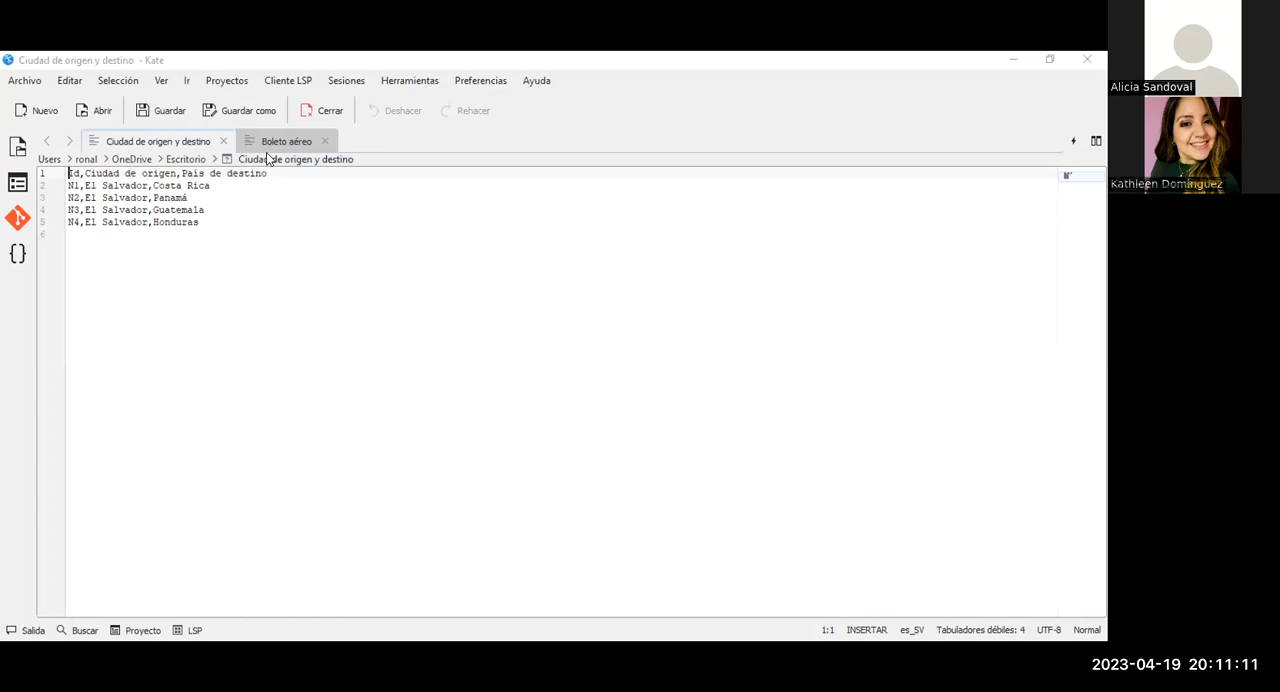 Ciudad de origen y destino - Kate
Archivo Editar Selección Ver Ir Proyectos Cliente LSP Sesiones Herramientas Preferencias Ayuda
Nuevo Abrir Guardar Guardar como Cerrar Deshacer Rehacer
Ciudad de origen y destino Boleto aéreo
Users > ronal > OneDrive > Escritorio > Ciudad de origen y destino
1 Id,Ciudad de origen,Pais de destino
2 N1,El Salvador,Costa Rica
3 N2,El Salvador,Panamá
4 N3,El Salvador,Guatemala
5 N4,El Salvador,Honduras
6
Salida Buscar Proyecto LSP 1:1 INSERTAR es_SV Tabuladores débiles: 4 UTF-8 Normal
Alicia Sandoval
Kathleen Dominguez
2023-04-19 20:11:11